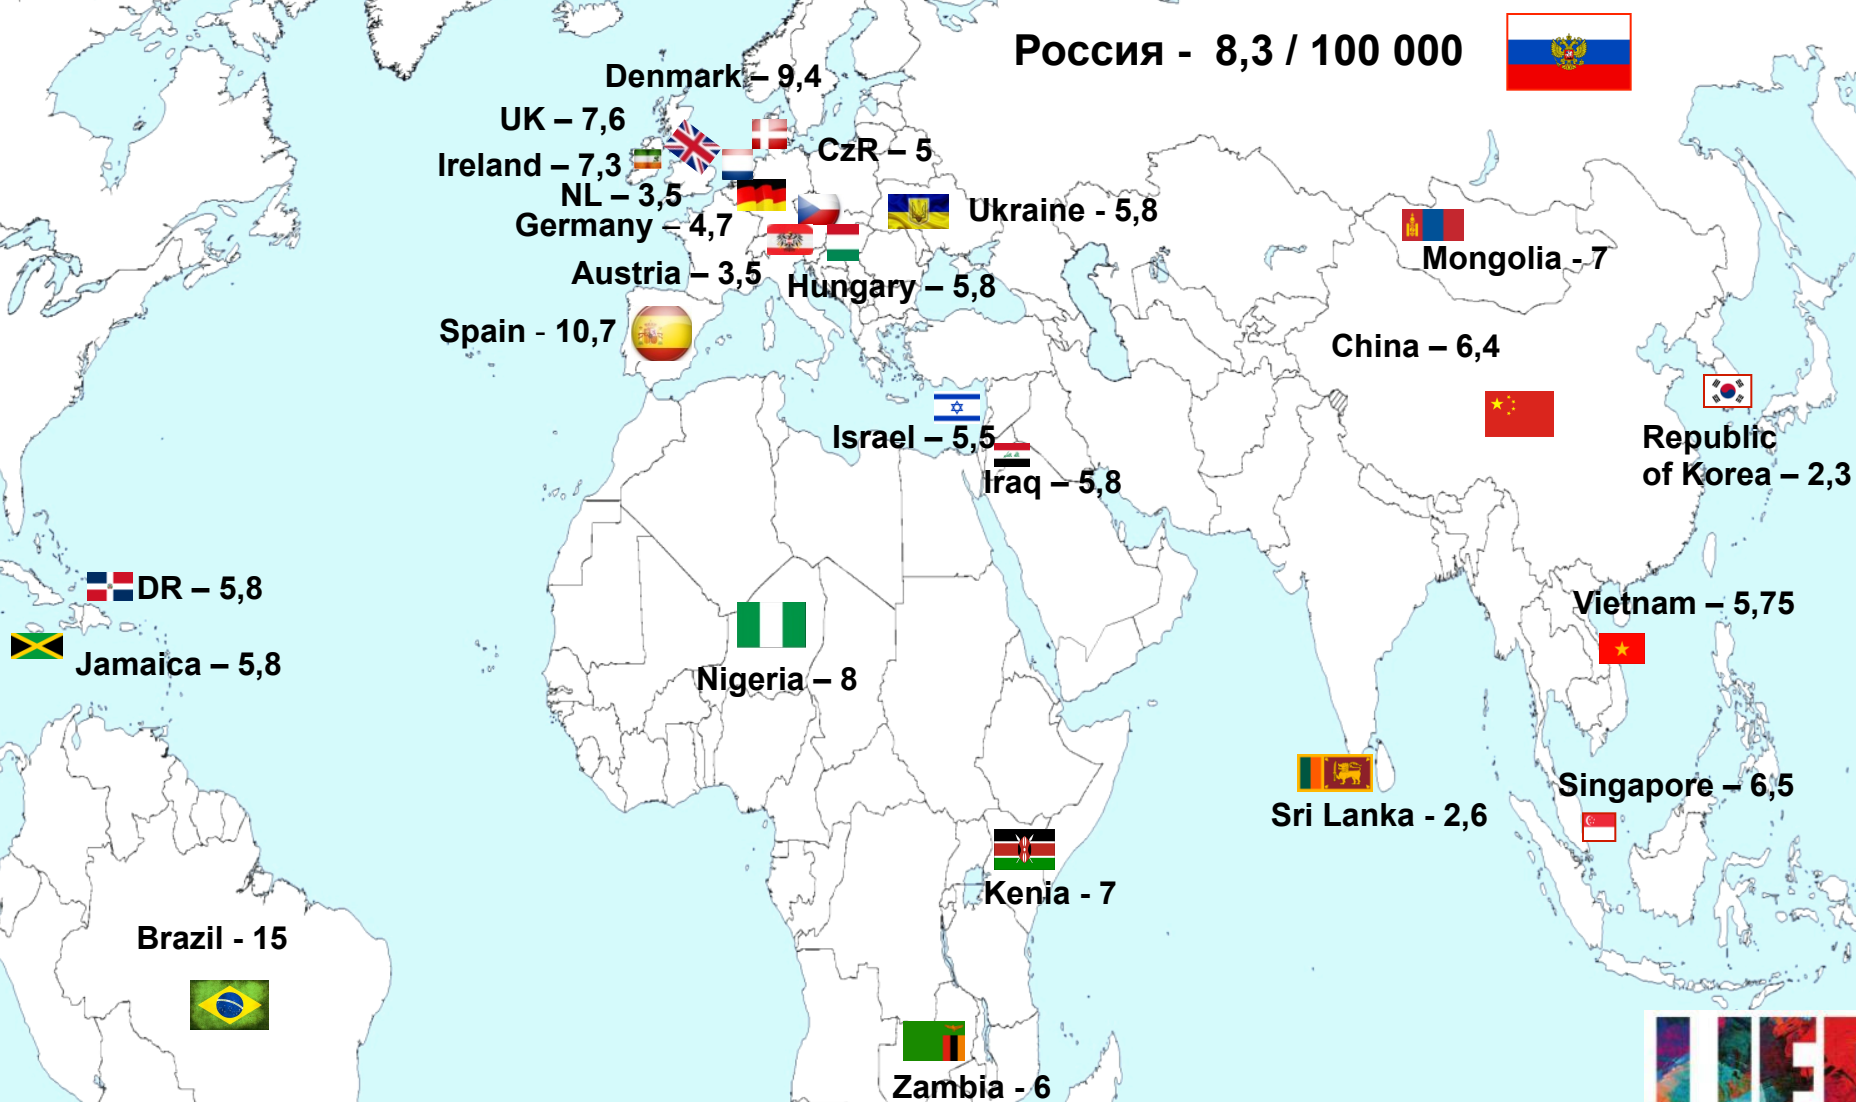 Россия - 8,3 / 100 000
Denmark – 9,4
UK – 7,6
CzR – 5
Ireland – 7,3
NL – 3,5
Ukraine - 5,8
Germany – 4,7
Mongolia - 7
Austria – 3,5
Hungary – 5,8
Spain - 10,7
China – 6,4
Israel – 5,5
Republic
of Korea – 2,3
Iraq – 5,8
DR – 5,8
Vietnam – 5,75
Jamaica – 5,8
Nigeria – 8
Singapore – 6,5
Sri Lanka - 2,6
Kenia - 7
Brazil - 15
Zambia - 6